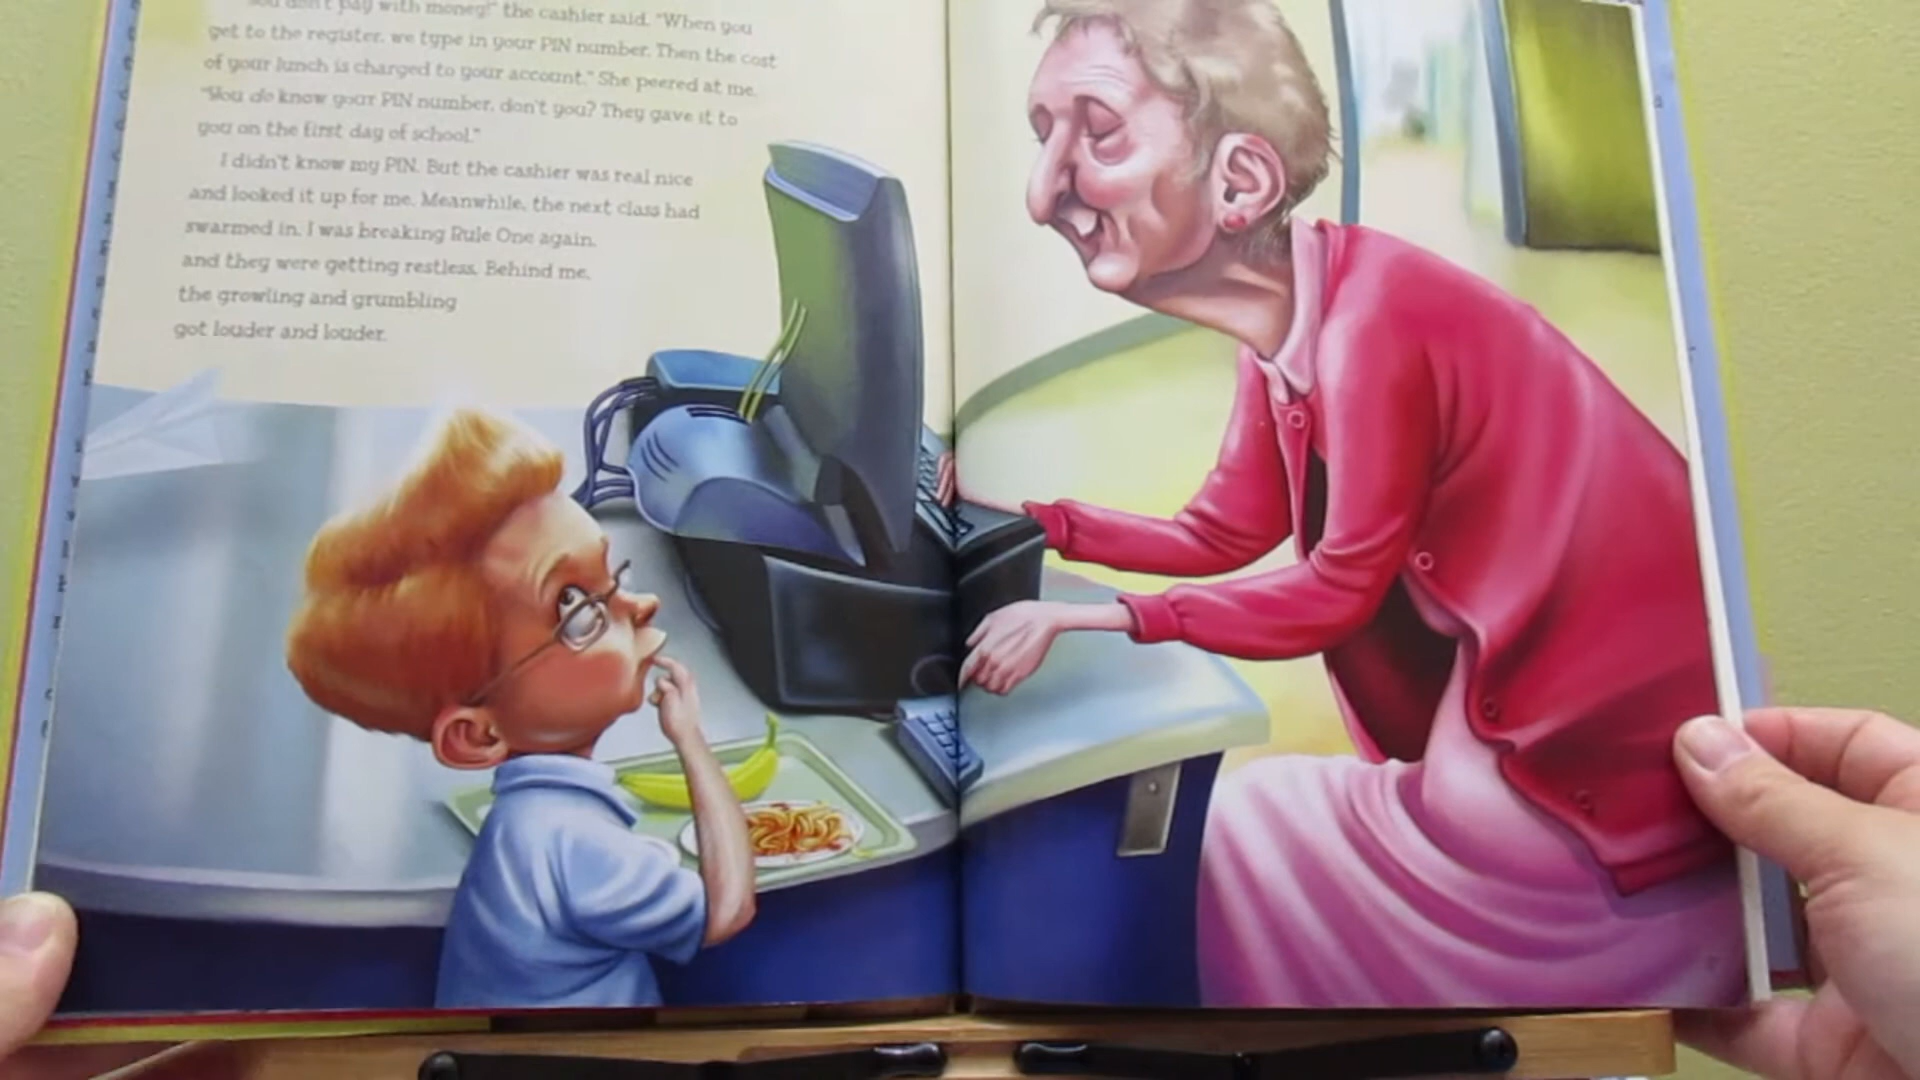 you don't pay with money!" the cashier said. "When you
get to the register, we type in your PIN number. Then the cost
of your lunch is charged to your account." She peered at me.
"You do know your PIN number, don't you? They gave it to
you on the first day of school."
I didn't know my PIN. But the cashier was real nice
and looked it up for me. Meanwhile, the next class had
swarmed in. I was breaking Rule One again,
and they were getting restless. Behind me,
the growling and grumbling
got louder and louder.